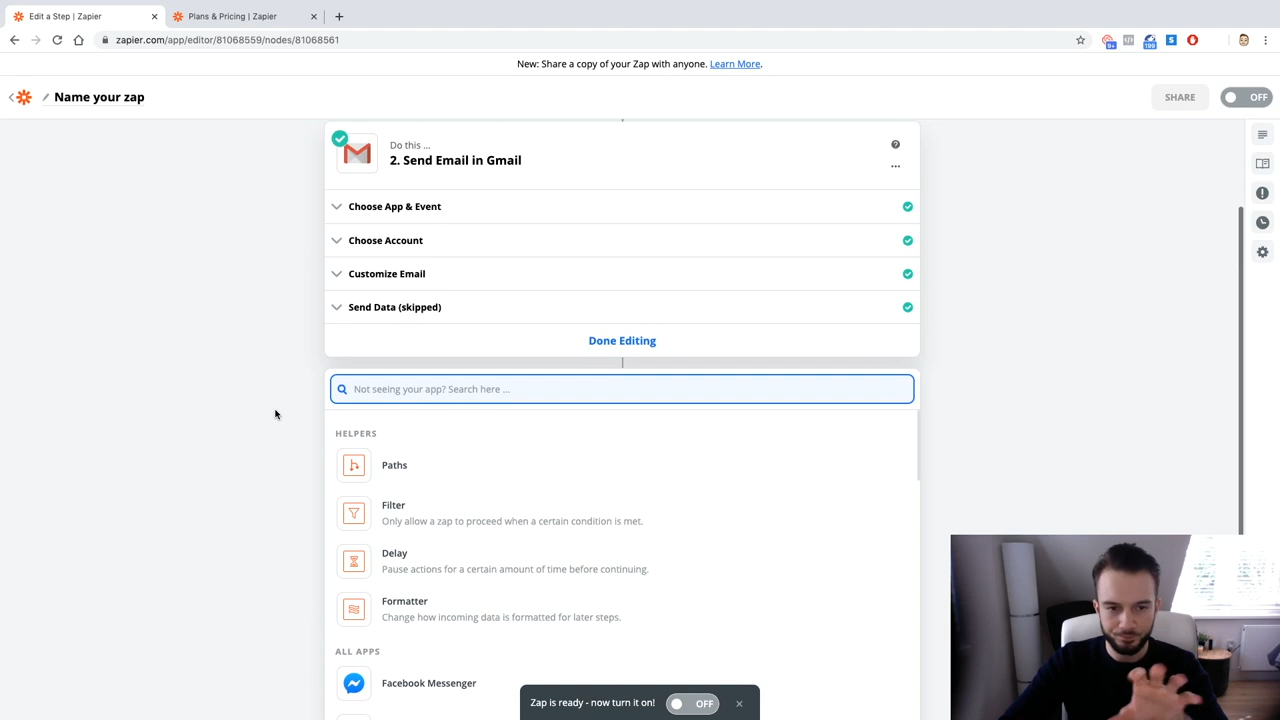 Edit a Step | Zapier
Plans & Pricing | Zapier
zapier.com/app/editor/81068559/nodes/81068561
9+
199
New: Share a copy of your Zap with anyone. Learn More.
Name your zap
SHARE
OFF
Do this ...
2. Send Email in Gmail
Choose App & Event
Choose Account
Customize Email
Send Data (skipped)
Done Editing
Not seeing your app? Search here ...
HELPERS
Paths
Filter
Only allow a zap to proceed when a certain condition is met.
Delay
Pause actions for a certain amount of time before continuing.
Formatter
Change how incoming data is formatted for later steps.
ALL APPS
Facebook Messenger
Zap is ready - now turn it on!
OFF